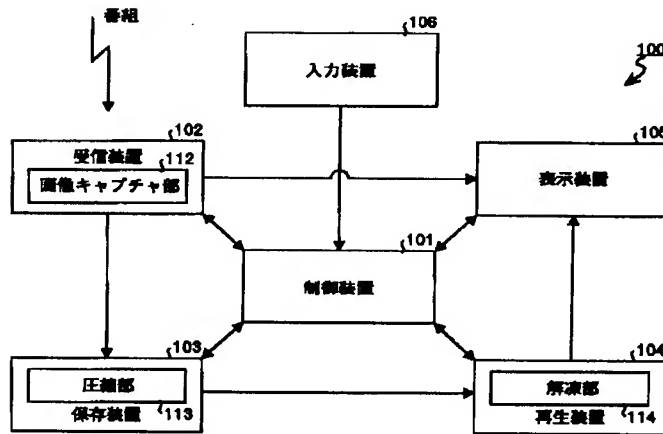 番組
106
入力装置
100
102
受信装置
112
画像キャプチャ部
105
表示装置
101
制御装置
103
圧縮部
保存装置
113
104
解凍部
再生装置
114